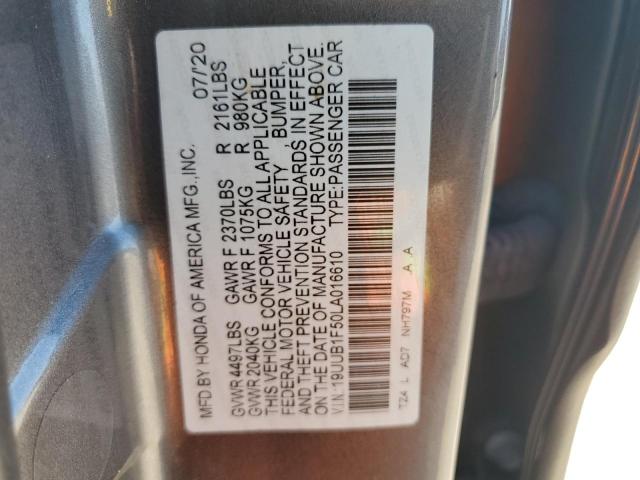 MFD BY HONDA OF AMERICA MFG.,INC. 07/20
GVWR 4497LBS GAWR F 2370LBS R 2161LBS
GVWR 2040KG GAWR F 1075KG R 980KG
THIS VEHICLE CONFORMS TO ALL APPLICABLE
FEDERAL MOTOR VEHICLE SAFETY , BUMPER,
AND THEFT PREVENTION STANDARDS IN EFFECT
ON THE DATE OF MANUFACTURE SHOWN ABOVE.
V.I.N.:19UUB1F50LA016610 TYPE:PASSENGER CAR
TZ4 L AD7 NH797M A A